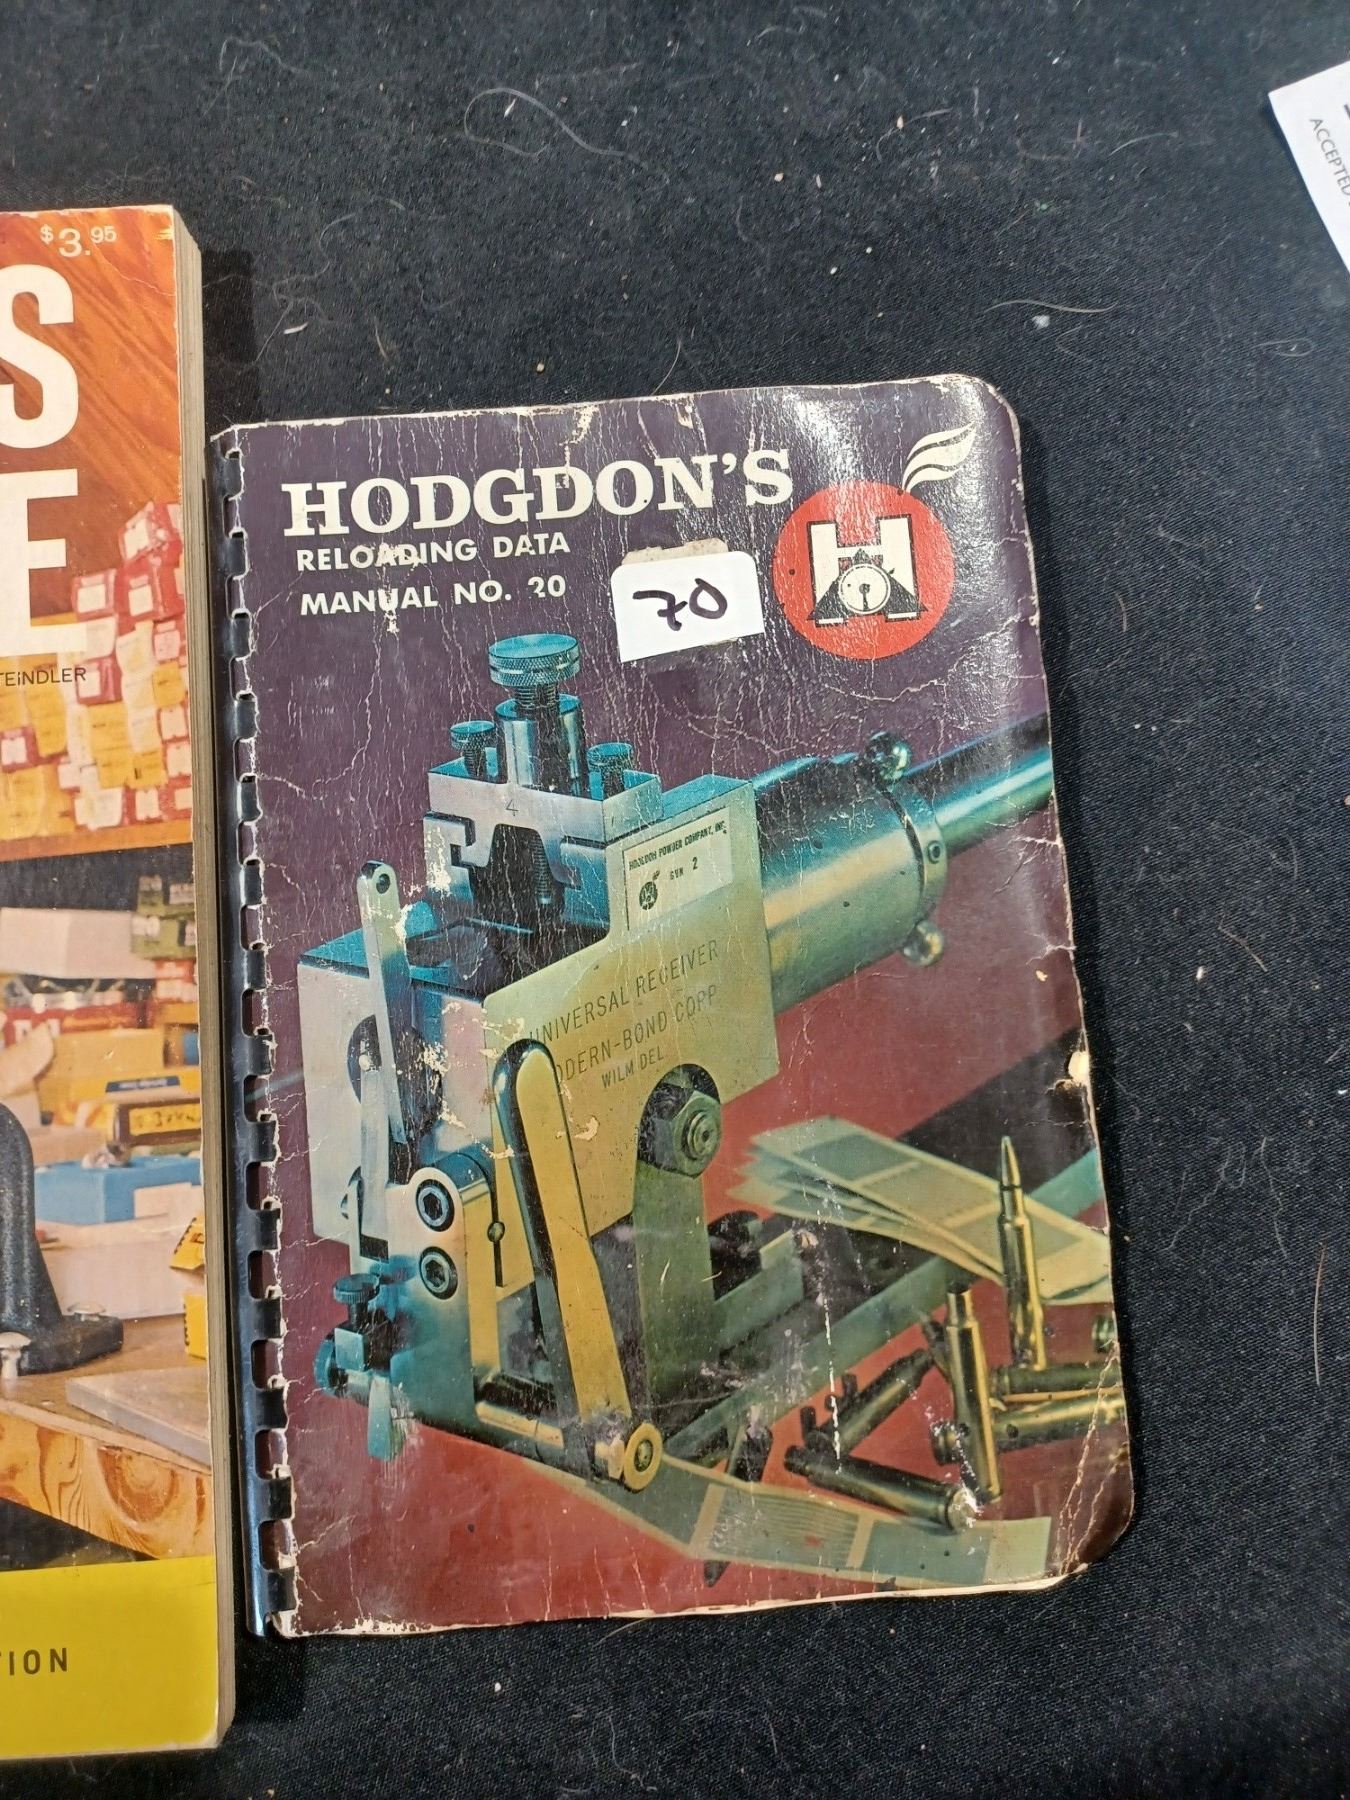 $3.95
S
E
TEINDLER
TION
HODGDON'S
RELOADING DATA
MANUAL NO. 20
70
H
4
HODGDON POWDER COMPANY, INC.
GUN 2
UNIVERSAL RECEIVER
ODERN-BOND CORP
WILM DEL
ACCEPTED